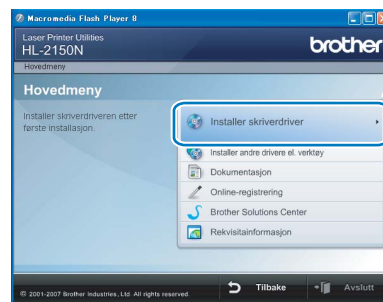 Macromedia Flash Player 8
Laser Printer Utilities
HL-2150N
brother
Hovedmeny
Hovedmeny
Installer skriverdriveren etter
første installasjon.
Installer skriverdriver
Installer andre drivere el. verktøy
Dokumentasjon
Online-registrering
Brother Solutions Center
Rekvisitainformasjon
© 2001-2007 Brother Industries, Ltd. All rights reserved.
Tilbake
Avslutt